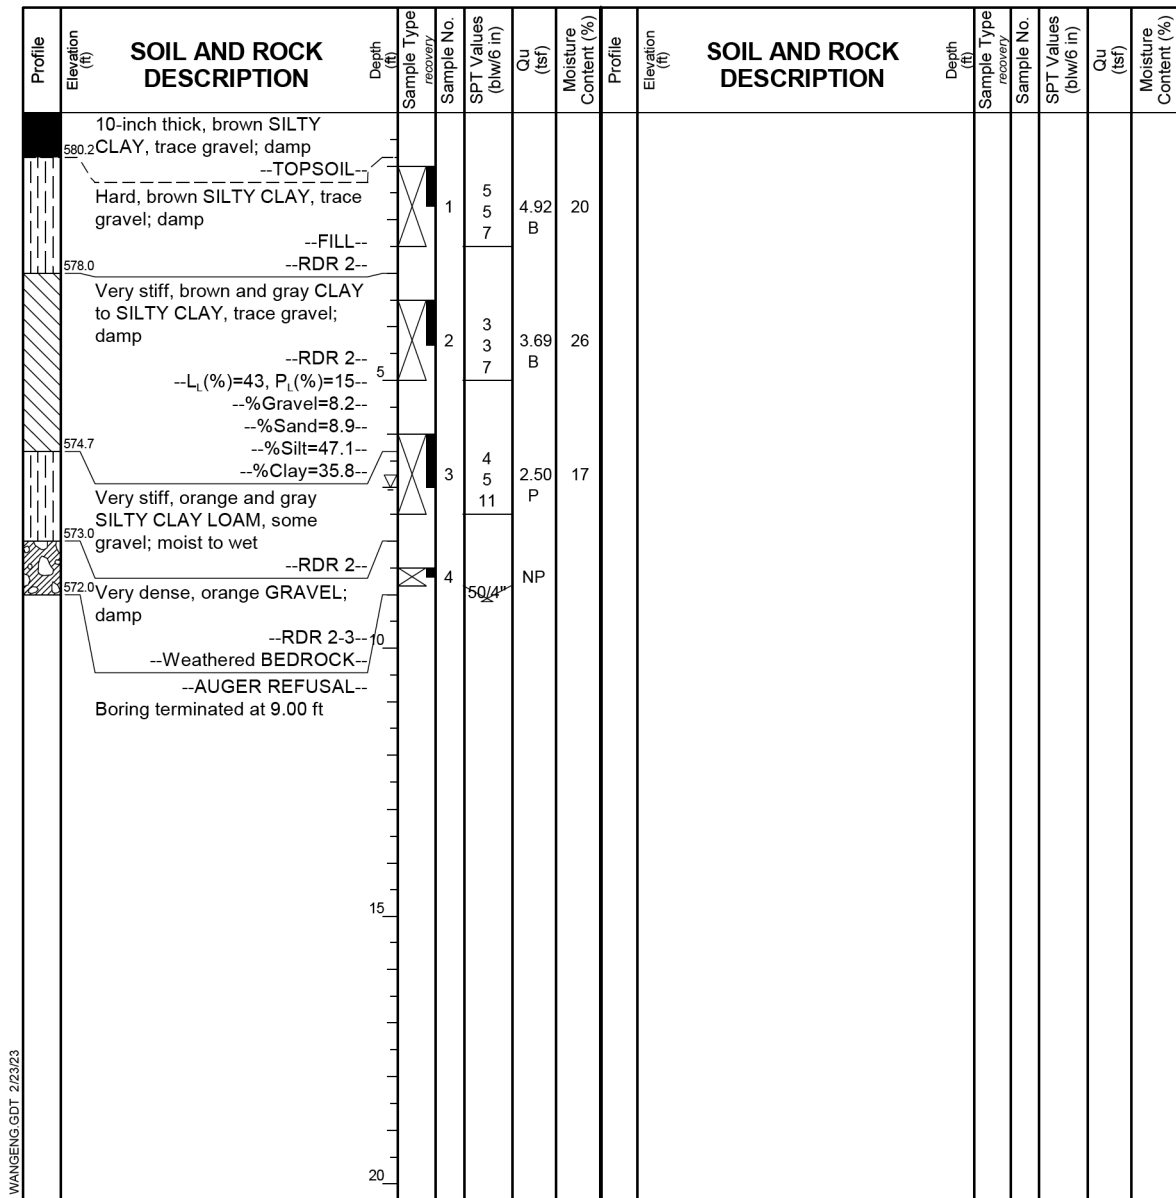 Profile
Elevation
(ft)
SOIL AND ROCK
DESCRIPTION
Depth
(ft)
Sample Type
recovery
Sample No.
SPT Values
(blw/6 in)
Qu
(tsf)
Moisture
Content (%)
Profile
Elevation
(ft)
SOIL AND ROCK
DESCRIPTION
Depth
(ft)
Sample Type
recovery
Sample No.
SPT Values
(blw/6 in)
Qu
(tsf)
Moisture
Content (%)
10-inch thick, brown SILTY
580.2 CLAY, trace gravel; damp
--TOPSOIL--
Hard, brown SILTY CLAY, trace
gravel; damp
--FILL--
--RDR 2--
1
5
5
7
4.92
B
20
578.0
Very stiff, brown and gray CLAY
to SILTY CLAY, trace gravel;
damp
--RDR 2--
2
3
3
7
3.69
B
26
5
--LL(%)=43, PL(%)=15--
--%Gravel=8.2--
--%Sand=8.9--
--%Silt=47.1--
--%Clay=35.8--
574.7
3
4
5
11
2.50
P
17
Very stiff, orange and gray
SILTY CLAY LOAM, some
gravel; moist to wet
--RDR 2--
573.0
4
50/4"
NP
572.0 Very dense, orange GRAVEL;
damp
--RDR 2-3--
10
--Weathered BEDROCK--
--AUGER REFUSAL--
Boring terminated at 9.00 ft
15
20
WANGENG.GDT 2/23/23